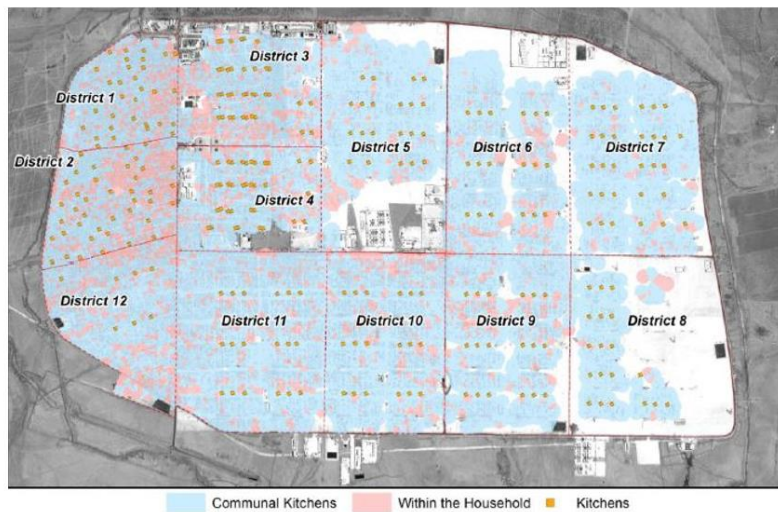 District 3
District 1
District 2
District 5
District 6
District 7
District 4
District 12
District 11
District 10
District 9
District 8
Communal Kitchens
Within the Household
Kitchens